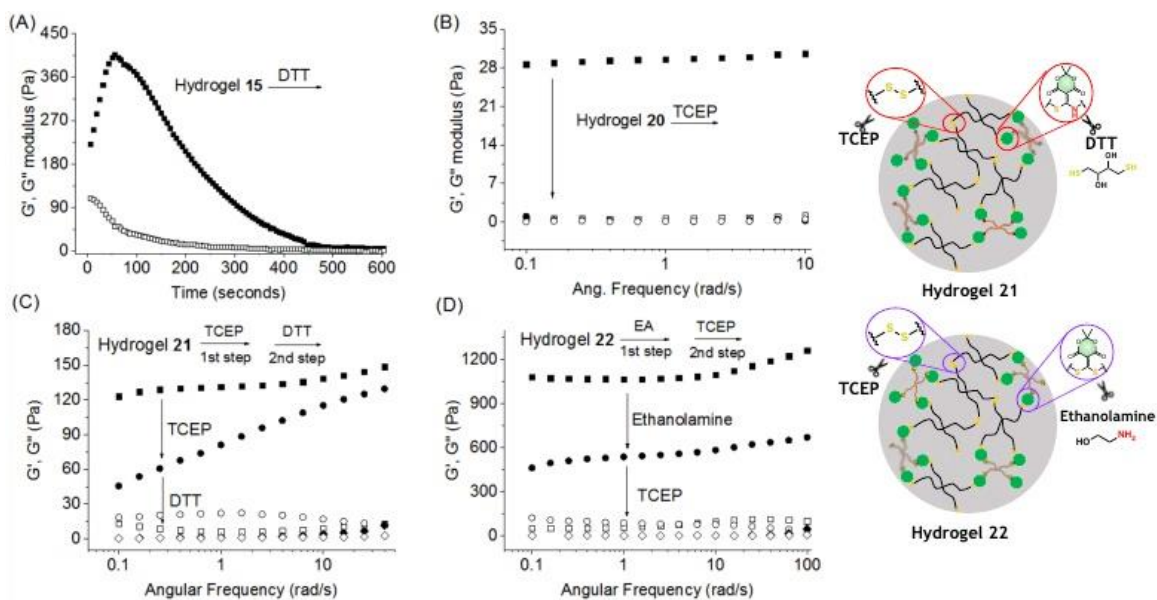 (A)
G', G" modulus (Pa)
450
360
270
180
90
0
Hydrogel 15 DTT
0 100 200 300 400 500 600
Time (seconds)
(B)
G', G" modulus (Pa)
35
28
21
14
7
0
Hydrogel 20 TCEP
0.1 1 10
Ang. Frequency (rad/s)
S S
TCEP
DTT
OH
HS
SH
OH
Hydrogel 21
(C)
G', G" (Pa)
180
150
120
90
60
30
0
Hydrogel 21 TCEP DTT
1st step 2nd step
TCEP
DTT
0.1 1 10
Angular Frequency (rad/s)
(D)
G', G" (Pa)
1200
900
600
300
0
Hydrogel 22 EA TCEP
1st step 2nd step
Ethanolamine
TCEP
0.1 1 10 100
Angular Frequency (rad/s)
S S
TCEP
Ethanolamine
HO NH2
Hydrogel 22